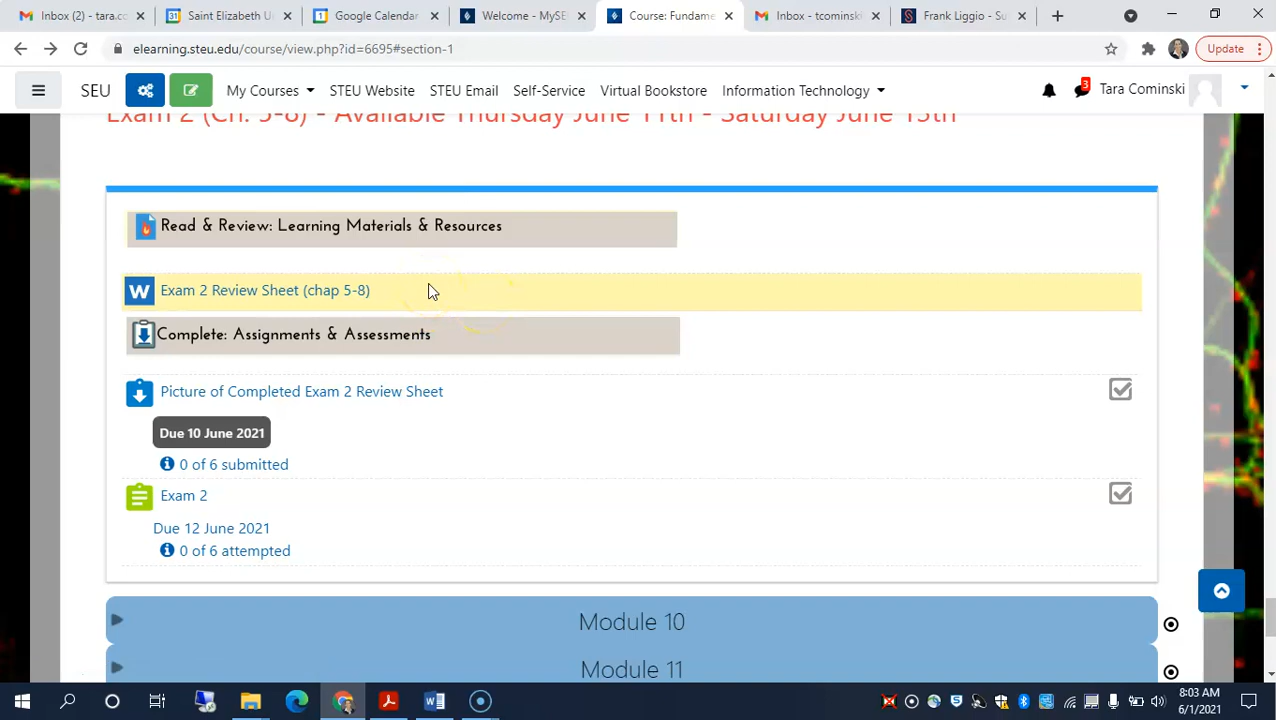 Inbox (2) - tara.co
Saint Elizabeth U
Google Calendar
Welcome - MySE
Course: Fundame
Inbox - tcominsk
Frank Liggio - Su
elearning.steu.edu/course/view.php?id=6695#section-1
Update
SEU
My Courses
STEU Website
STEU Email
Self-Service
Virtual Bookstore
Information Technology
3
Tara Cominski
Exam 2 (Ch. 5-8) - Available Thursday June 11th - Saturday June 13th
Read & Review: Learning Materials & Resources
Exam 2 Review Sheet (chap 5-8)
Complete: Assignments & Assessments
Picture of Completed Exam 2 Review Sheet
Due 10 June 2021
0 of 6 submitted
Exam 2
Due 12 June 2021
0 of 6 attempted
Module 10
Module 11
8:03 AM
6/1/2021